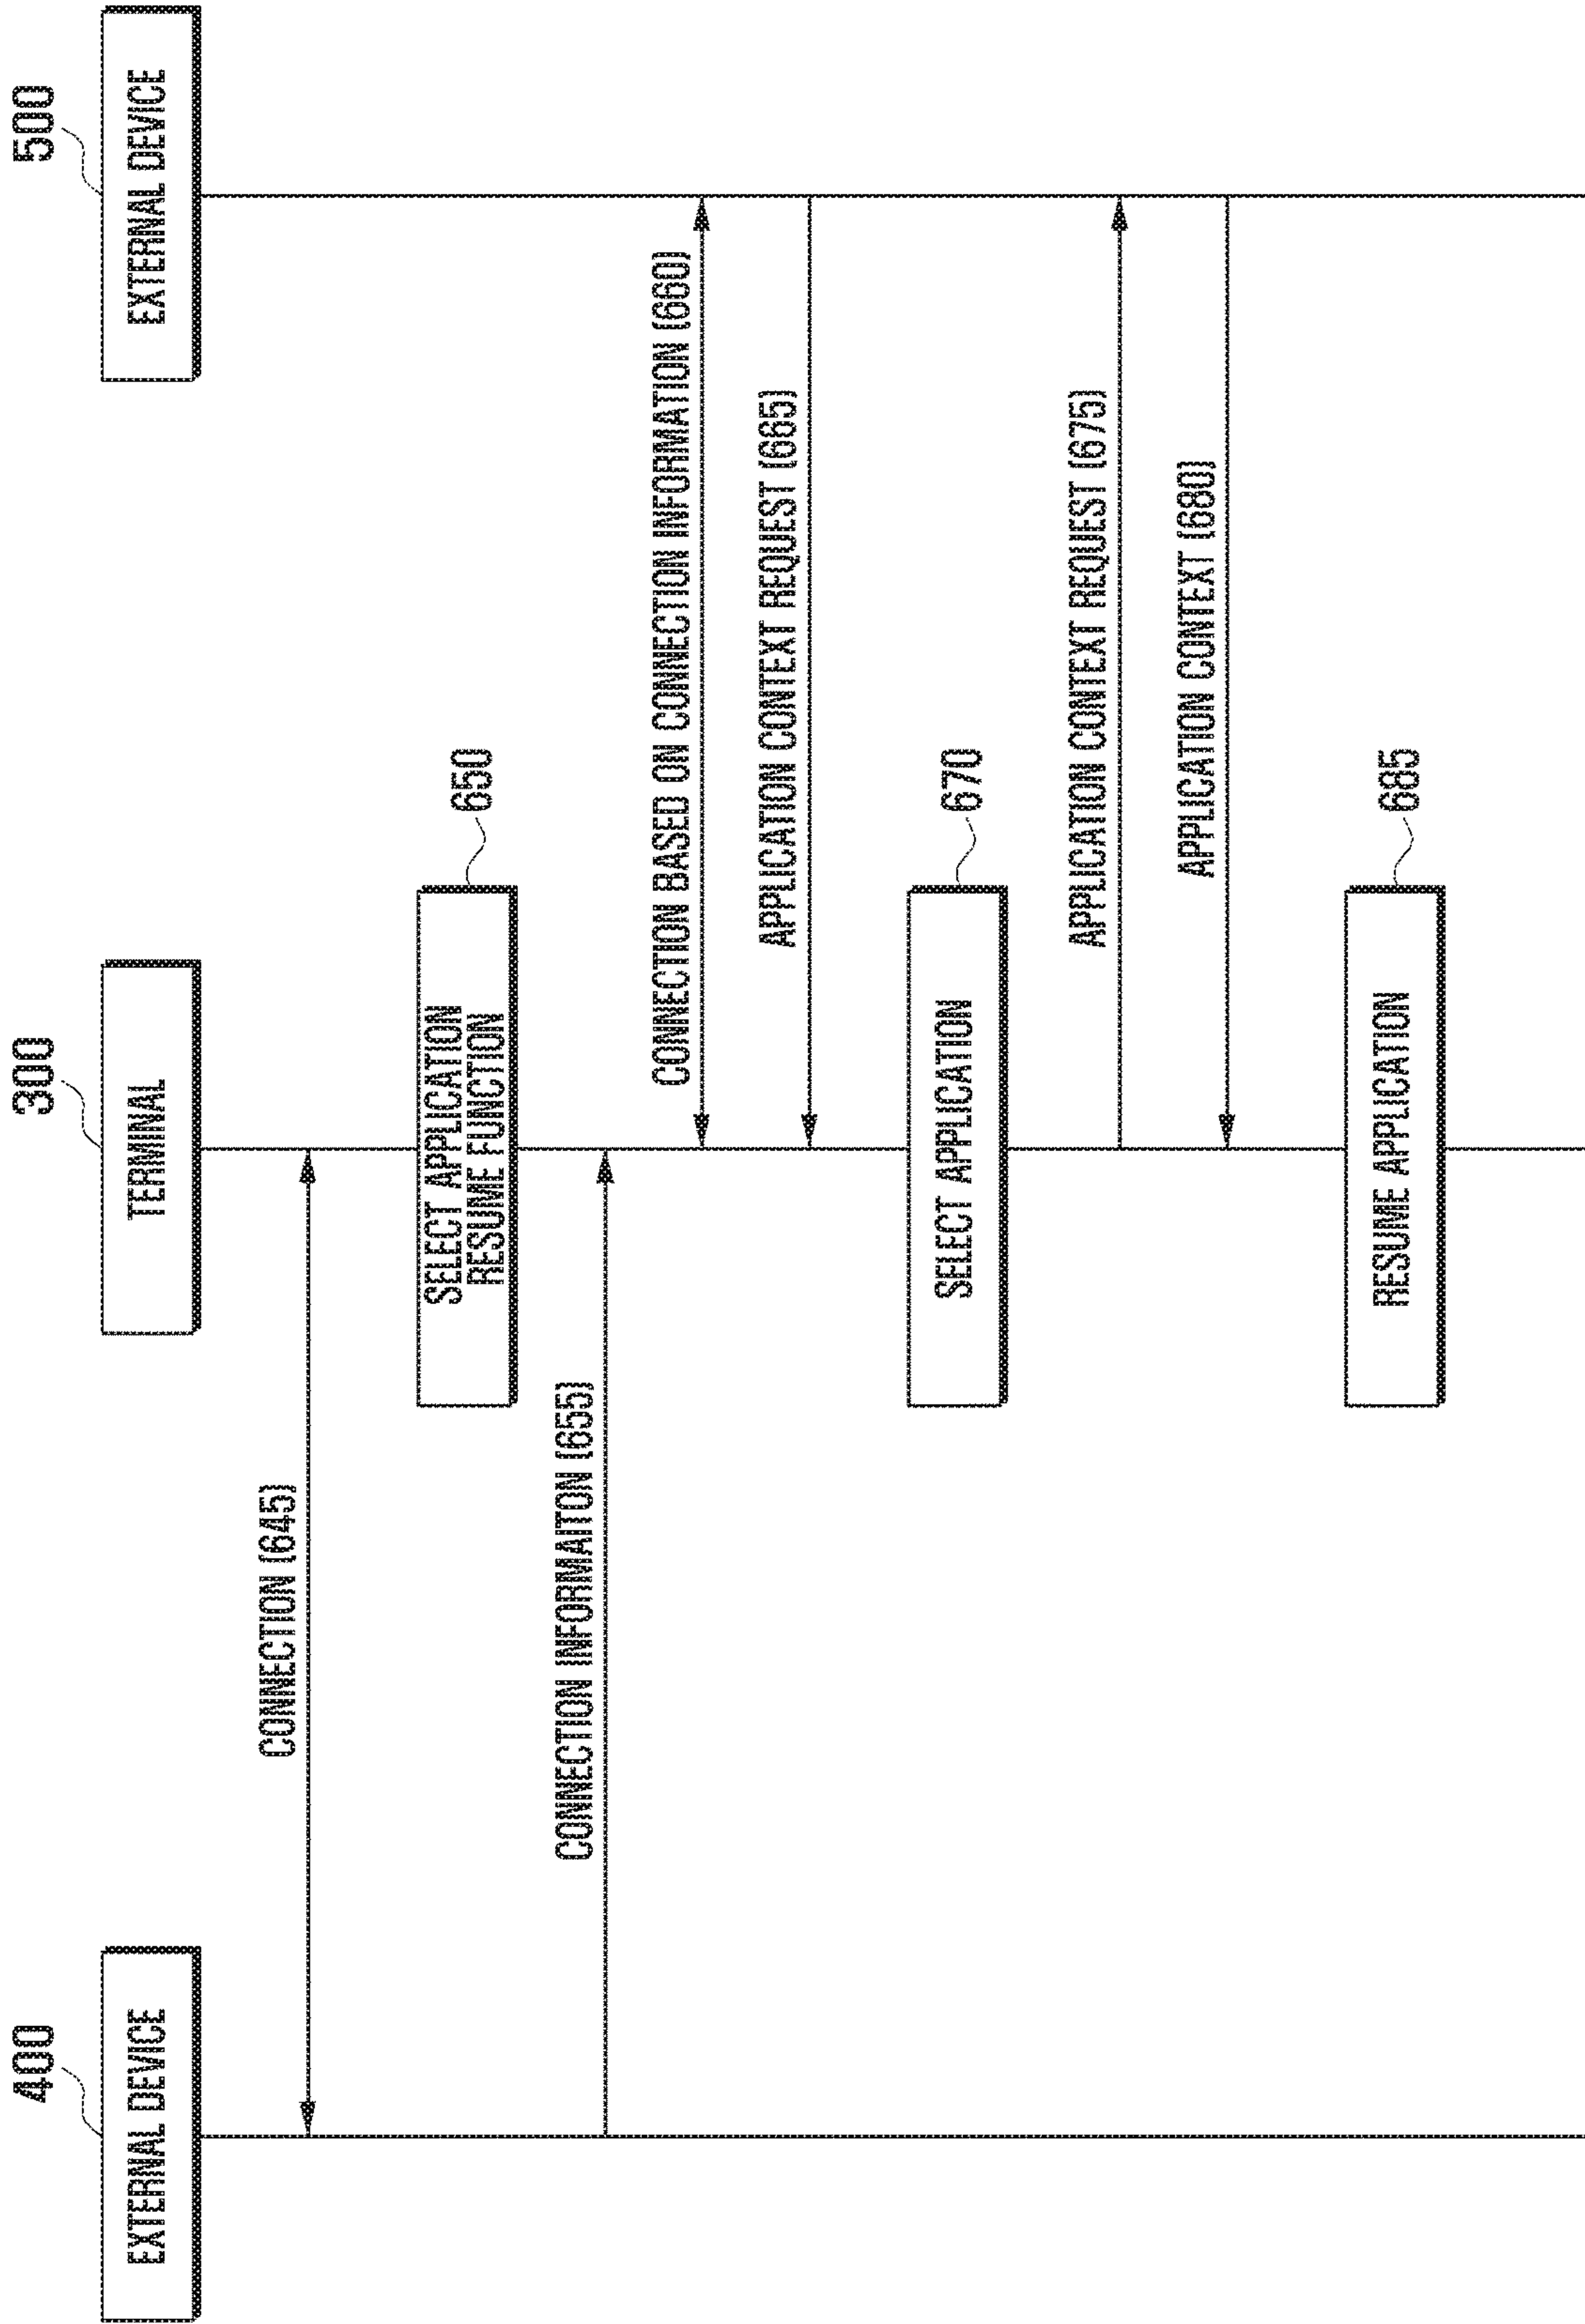 400
300
500
EXTERNAL DEVICE
TERMINAL
EXTERNAL DEVICE
CONNECTION (645)
SELECT APPLICATION
RESUME FUNCTION
650
CONNECTION INFORMAITON (655)
CONNECTION BASED ON CONNECTION INFORMATION (660)
APPLICATION CONTEXT REQUEST (665)
SELECT APPLICATION
670
APPLICATION CONTEXT REQUEST (675)
APPLICATION CONTEXT (680)
RESUME APPLICATION
685